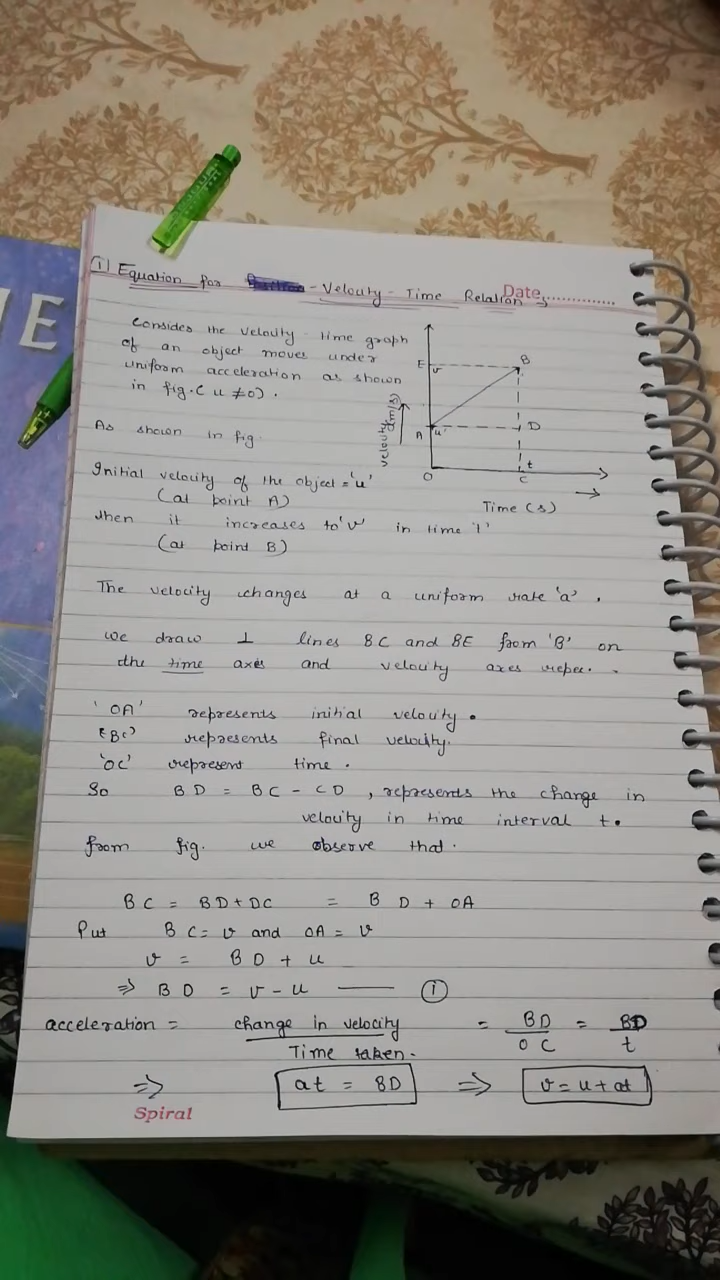 ① Equation for - Velocity - Time Relation
Date..............
Consider the velocity time graph
of an object moves under
uniform acceleration as shown
in fig. (u ≠ 0).
As shown in fig.
E
v
B
velocity (m/s)
A
u
D
O
t
C
Time (s)
Initial velocity of the object = 'u'
(at point A)
then it increases to 'v' in time 't'
(at point B)
The velocity changes at a uniform rate 'a'.
We draw ⊥ lines BC and BE from 'B' on
the time axis and velocity axes repec..
'OA' represents initial velocity.
'BC' represents final velocity.
'OC' represent time.
So BD = BC - CD, represents the change in
velocity in time interval t.
from fig. we observe that.
BC = BD + DC = BD + OA
Put BC = v and OA = v
v = BD + u
⇒ BD = v - u —— ①
acceleration = change in velocity / Time taken. = BD / OC = BD / t
⇒ at = BD ⇒ v = u + at
Spiral
E